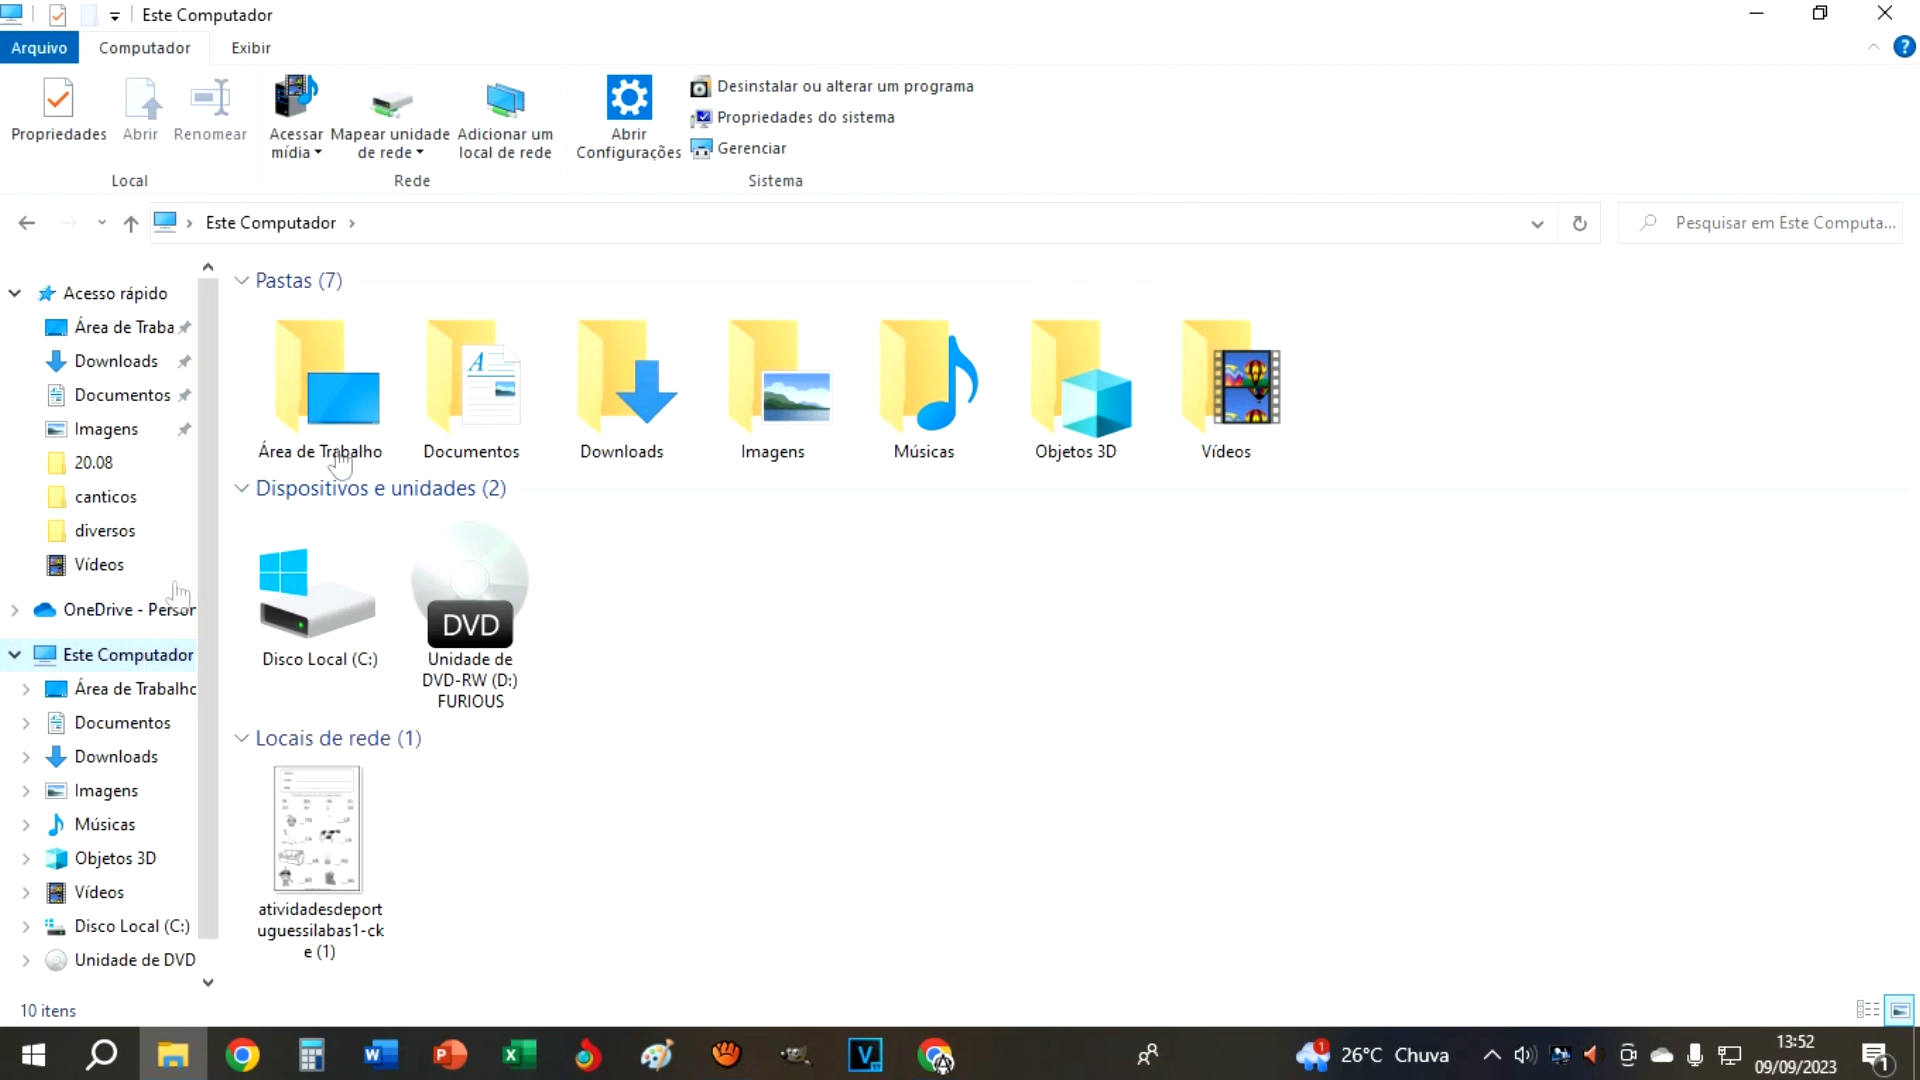 Este Computador
Arquivo
Computador
Exibir
Propriedades
Abrir
Renomear
Local
Acessar
mídia
Mapear unidade
de rede
Adicionar um
local de rede
Rede
Abrir
Configurações
Desinstalar ou alterar um programa
Propriedades do sistema
Gerenciar
Sistema
Este Computador
Pesquisar em Este Computa...
Acesso rápido
Área de Traba
Downloads
Documentos
Imagens
20.08
canticos
diversos
Vídeos
OneDrive - Person
Este Computador
Área de Trabalho
Documentos
Downloads
Imagens
Músicas
Objetos 3D
Vídeos
Disco Local (C:)
Unidade de DVD
Pastas (7)
Área de Trabalho
Documentos
Downloads
Imagens
Músicas
Objetos 3D
Vídeos
Dispositivos e unidades (2)
Disco Local (C:)
DVD
Unidade de
DVD-RW (D:)
FURIOUS
Locais de rede (1)
atividadesdeport
uguessilabas1-ck
e (1)
10 itens
26°C Chuva
13:52
09/09/2023
1